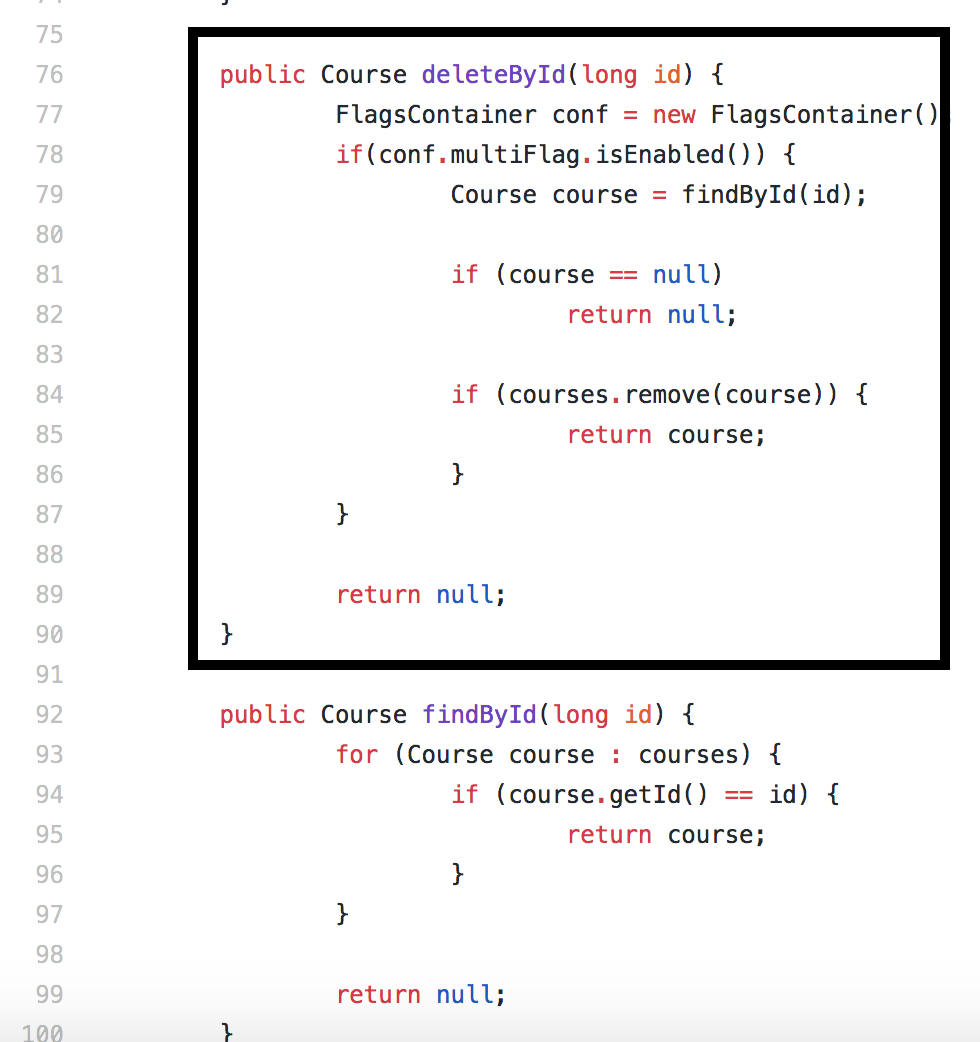 75
76 public Course deleteById(long id) {
77 FlagsContainer conf = new FlagsContainer()
78 if(conf.multiFlag.isEnabled()) {
79 Course course = findById(id);
80
81 if (course == null)
82 return null;
83
84 if (courses.remove(course)) {
85 return course;
86 }
87 }
88
89 return null;
90 }
91
92 public Course findById(long id) {
93 for (Course course : courses) {
94 if (course.getId() == id) {
95 return course;
96 }
97 }
98
99 return null;
100 }